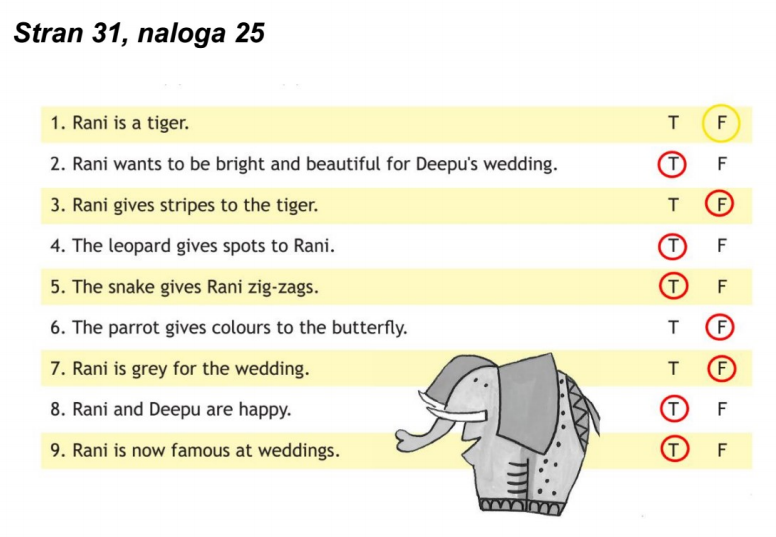 Stran 31, naloga 25
1. Rani is a tiger. T F
2. Rani wants to be bright and beautiful for Deepu's wedding. T F
3. Rani gives stripes to the tiger. T F
4. The leopard gives spots to Rani. T F
5. The snake gives Rani zig-zags. T F
6. The parrot gives colours to the butterfly. T F
7. Rani is grey for the wedding. T F
8. Rani and Deepu are happy. T F
9. Rani is now famous at weddings. T F